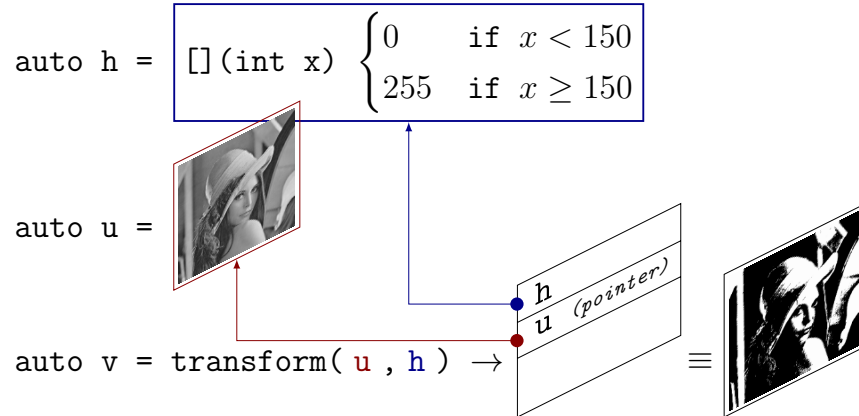 auto h = [](int x) { 0 if x < 150
255 if x ≥ 150
auto u =
h
u (pointer)
auto v = transform( u , h ) → ≡